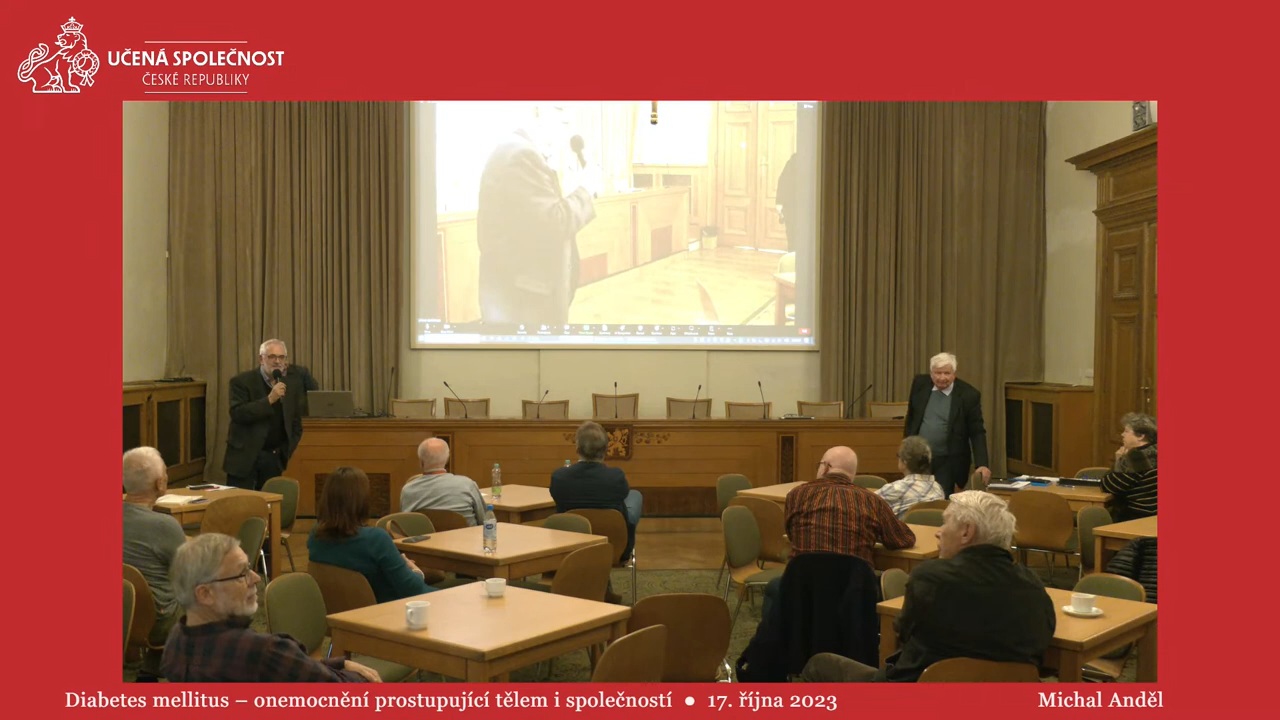 UČENÁ SPOLEČNOST
ČESKÉ REPUBLIKY
Diabetes mellitus – onemocnění prostupující tělem i společností ● 17. října 2023
Michal Anděl